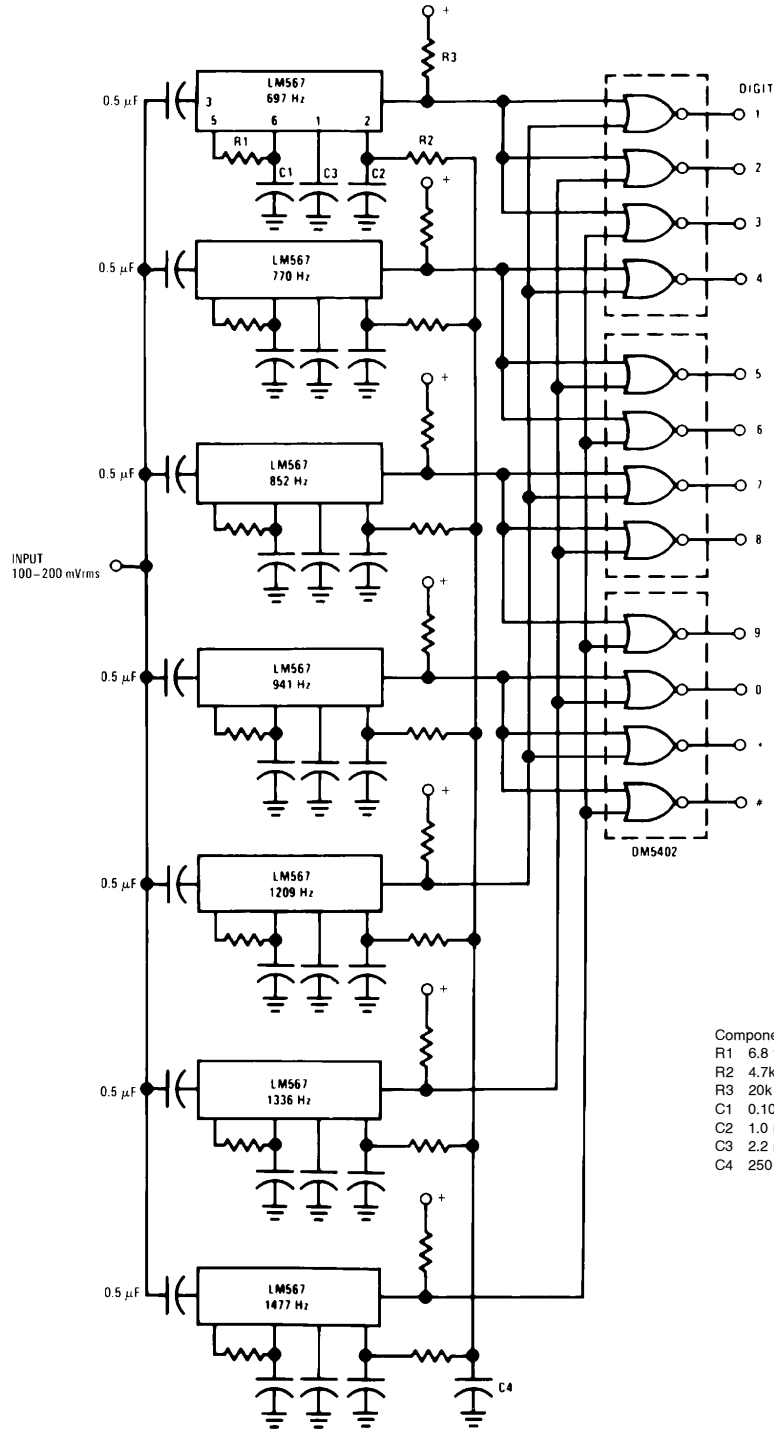 +
R3
LM567
697 Hz
0.5 µF
3
5
6
1
2
R1
C1
C3
C2
R2
DIGIT
1
2
3
4
+
0.5 µF
LM567
770 Hz
5
6
7
8
+
0.5 µF
LM567
852 Hz
INPUT
100–200 mVrms
+
0.5 µF
LM567
941 Hz
9
0
*
#
DM5402
+
0.5 µF
LM567
1209 Hz
+
0.5 µF
LM567
1336 Hz
Compone
R1 6.8
R2 4.7k
R3 20k
C1 0.10
C2 1.0
C3 2.2
C4 250
+
0.5 µF
LM567
1477 Hz
C4